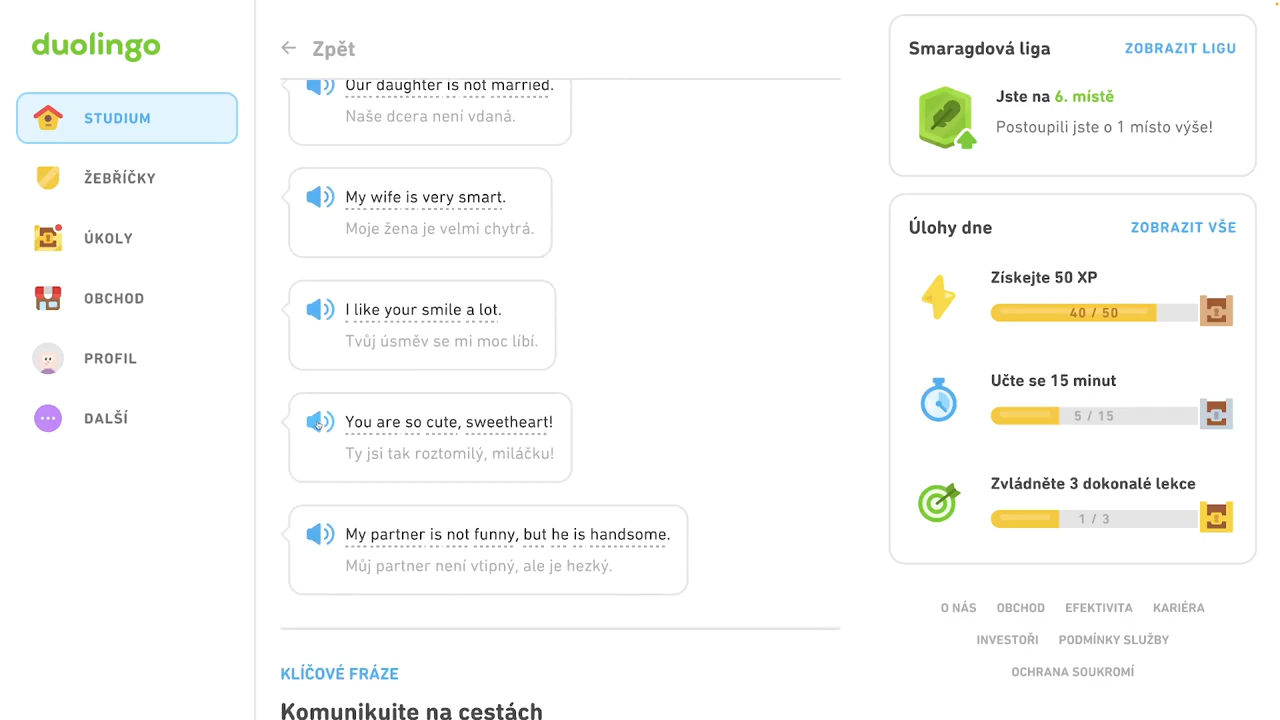 duolingo
STUDIUM
ŽEBŘÍČKY
ÚKOLY
OBCHOD
PROFIL
DALŠÍ
Zpět
Our daughter is not married.
Naše dcera není vdaná.
My wife is very smart.
Moje žena je velmi chytrá.
I like your smile a lot.
Tvůj úsměv se mi moc líbí.
You are so cute, sweetheart!
Ty jsi tak roztomilý, miláčku!
My partner is not funny, but he is handsome.
Můj partner není vtipný, ale je hezký.
KLÍČOVÉ FRÁZE
Komunikujte na cestách
Smaragdová liga
ZOBRAZIT LIGU
Jste na 6. místě
Postoupili jste o 1 místo výše!
Úlohy dne
ZOBRAZIT VŠE
Získejte 50 XP
40 / 50
Učte se 15 minut
5 / 15
Zvládněte 3 dokonalé lekce
1 / 3
O NÁS OBCHOD EFEKTIVITA KARIÉRA
INVESTOŘI PODMÍNKY SLUŽBY
OCHRANA SOUKROMÍ